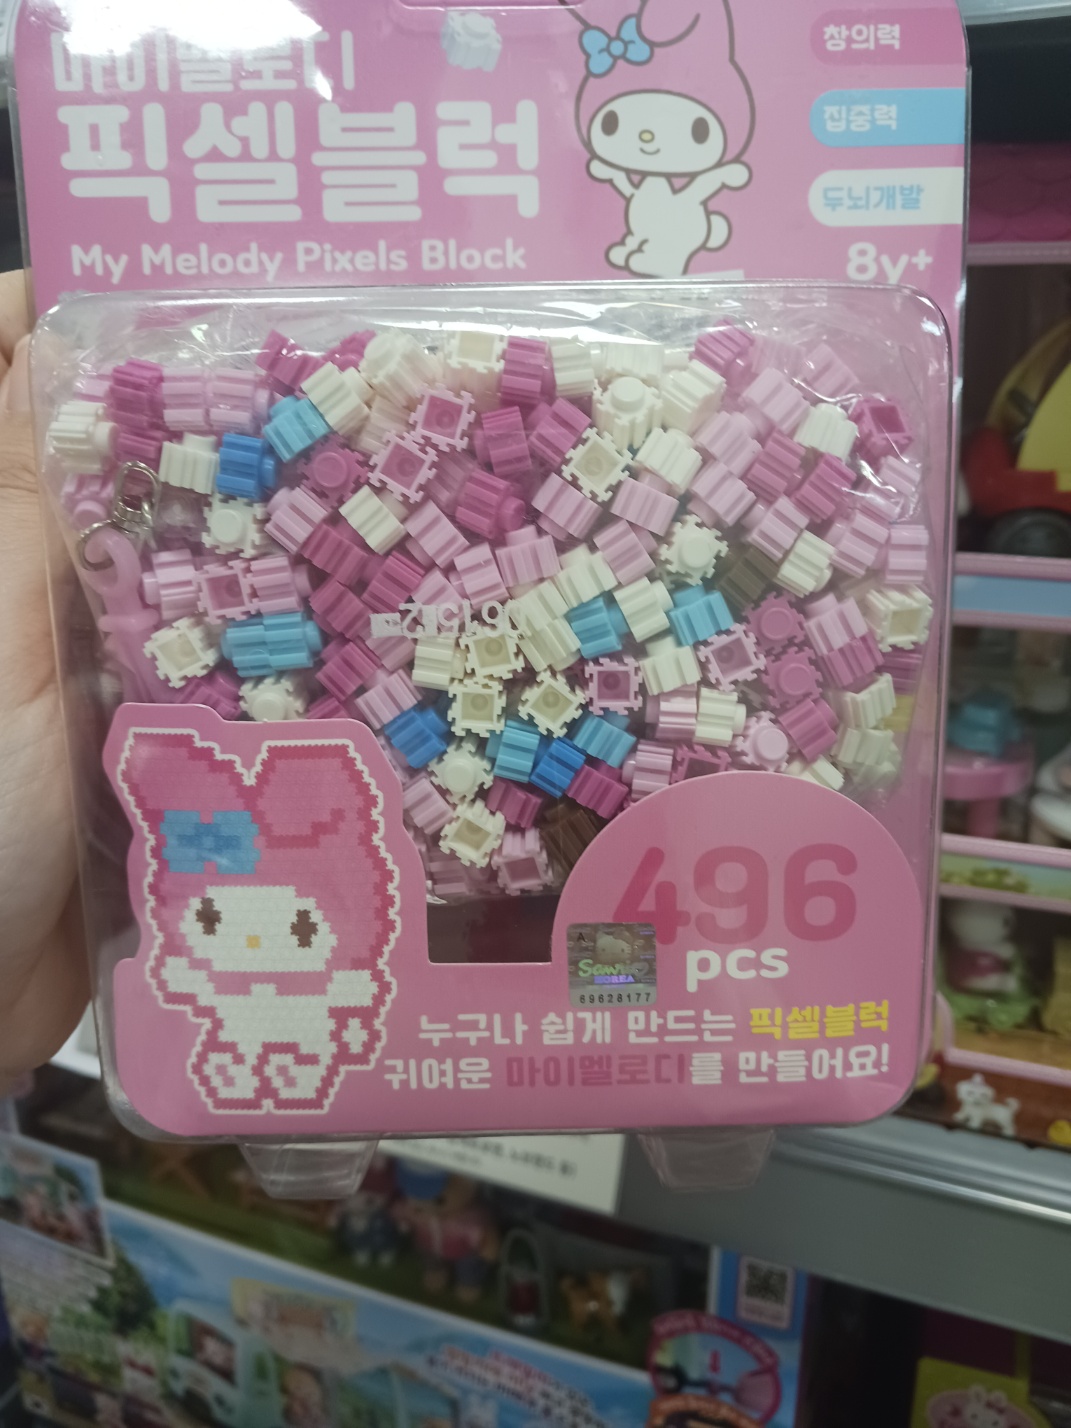 마이멜로디
픽셀블럭
My Melody Pixels Block
창의력
집중력
두뇌개발
8y+
496
pcs
KOREA
69628177
누구나 쉽게 만드는 픽셀블럭
귀여운 마이멜로디를 만들어요!